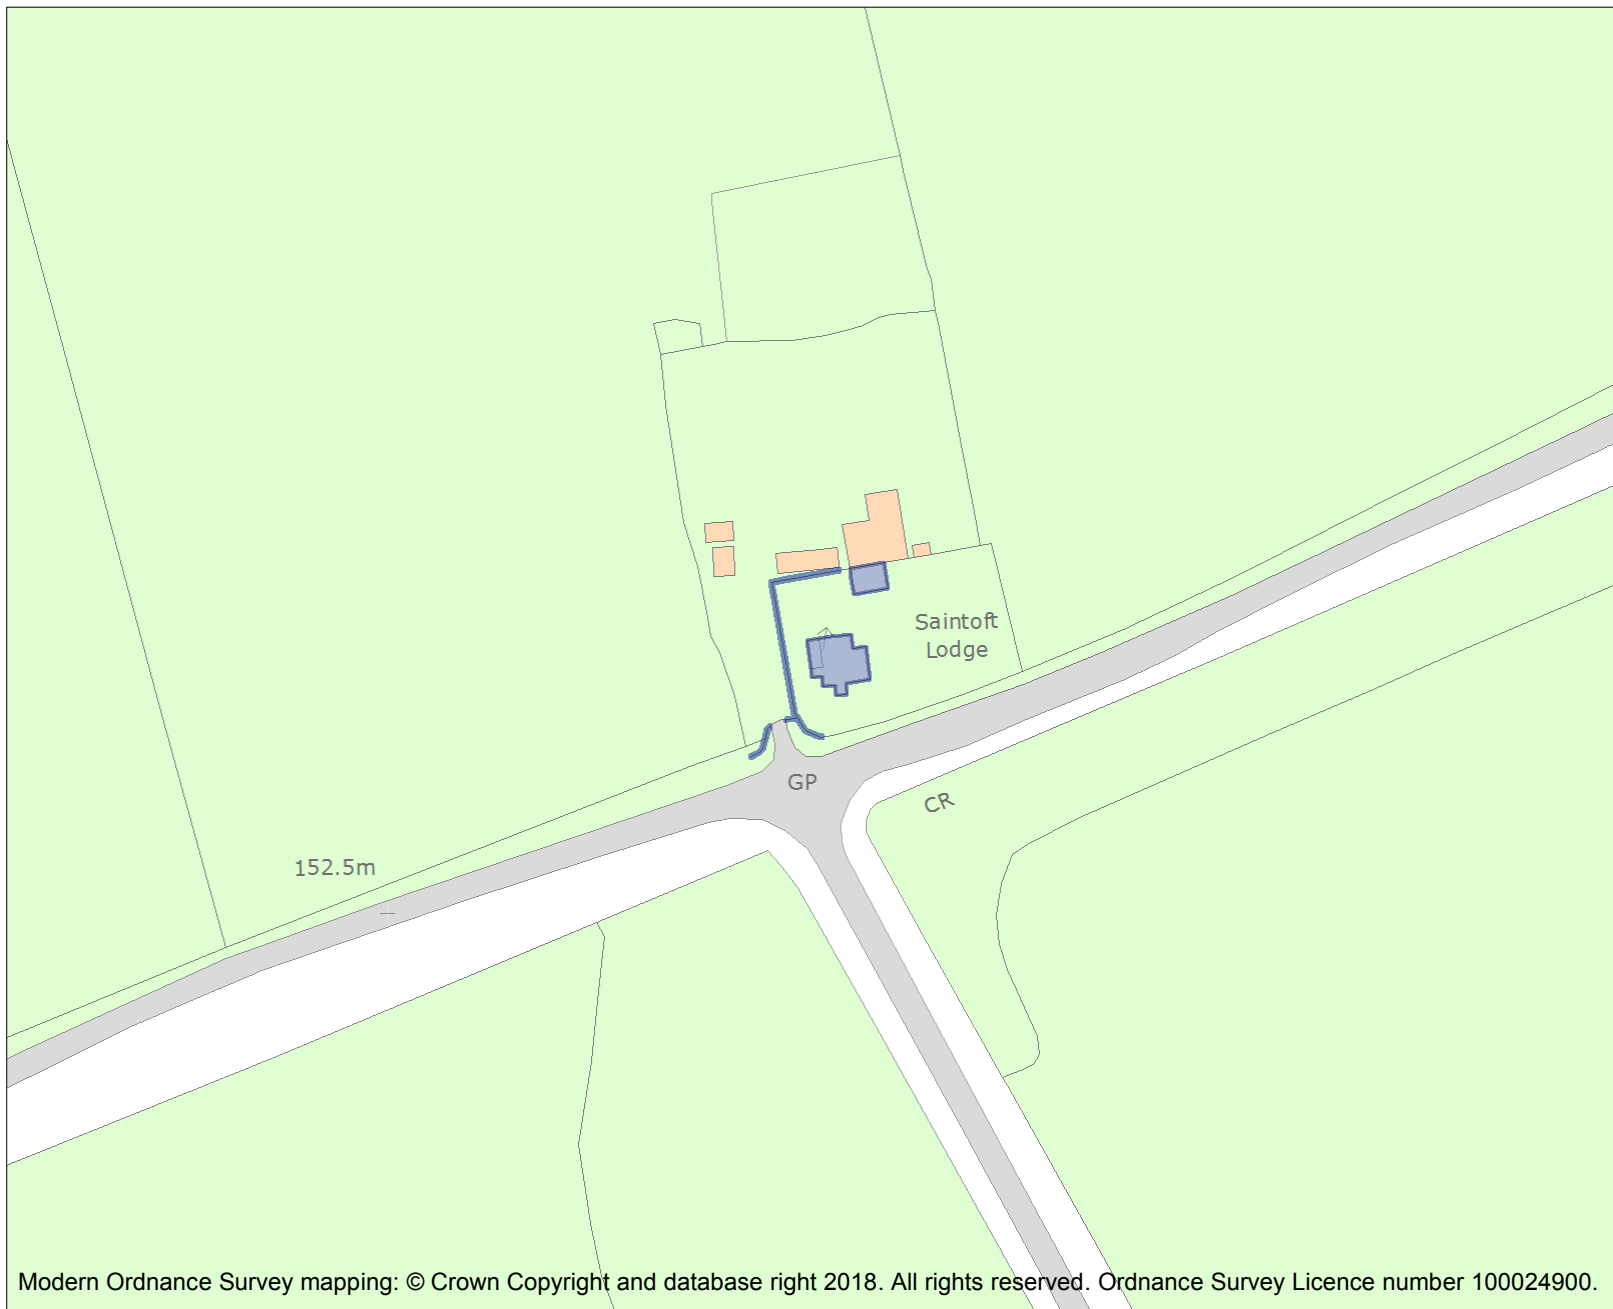 Saintoft
Lodge
GP
CR
152.5m
Modern Ordnance Survey mapping: © Crown Copyright and database right 2018. All rights reserved. Ordnance Survey Licence number 100024900.